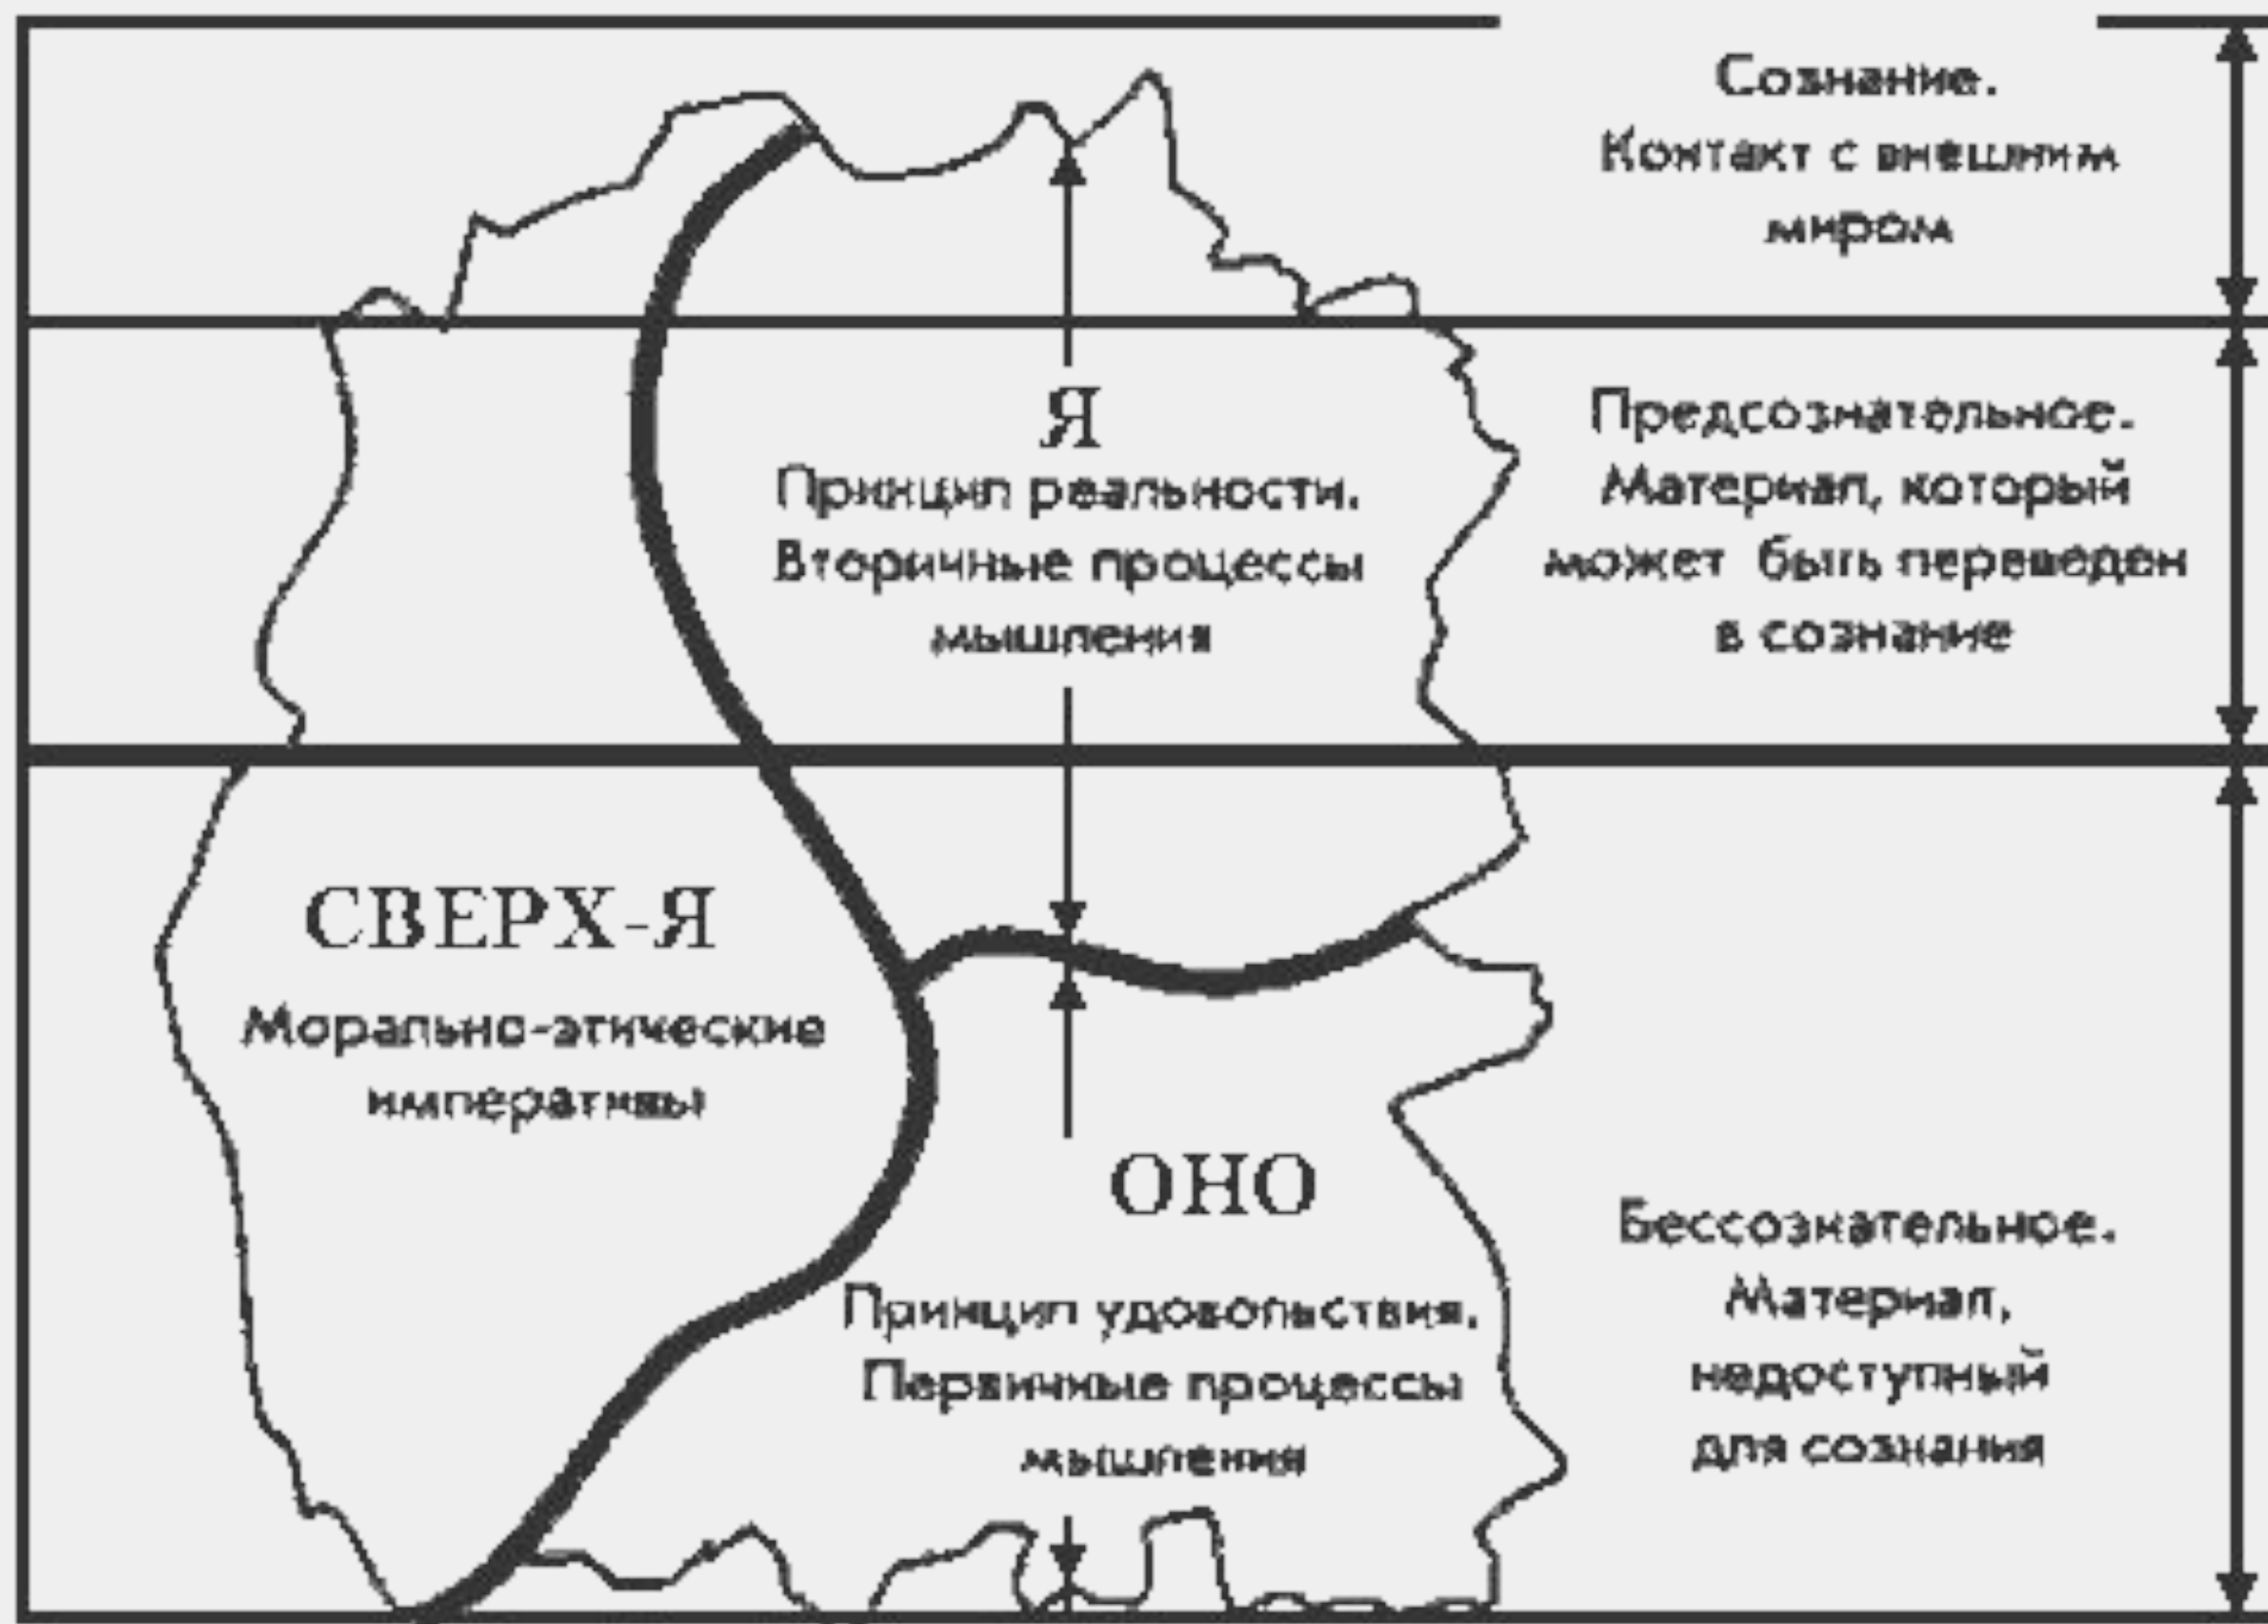 Сознание.
Контакт с внешним
миром
Я
Принцип реальности.
Вторичные процессы
мышления
Предсознательное.
Материал, который
может быть переведен
в сознание
СВЕРХ-Я
Морально-этические
императивы
ОНО
Принцип удовольствия.
Первичные процессы
мышления
Бессознательное.
Материал,
недоступный
для сознания